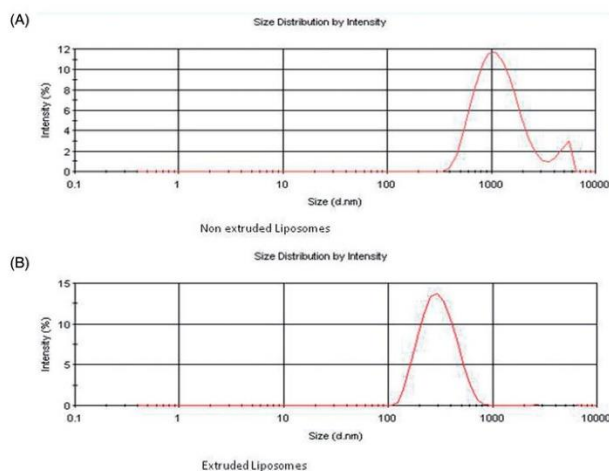 (A)
Size Distribution by Intensity
Intensity (%)
12
10
8
6
4
2
0
0.1 1 10 100 1000 10000
Size (d.nm)
Non extruded Liposomes
(B)
Size Distribution by Intensity
Intensity (%)
15
10
5
0
0.1 1 10 100 1000 10000
Size (d.nm)
Extruded Liposomes